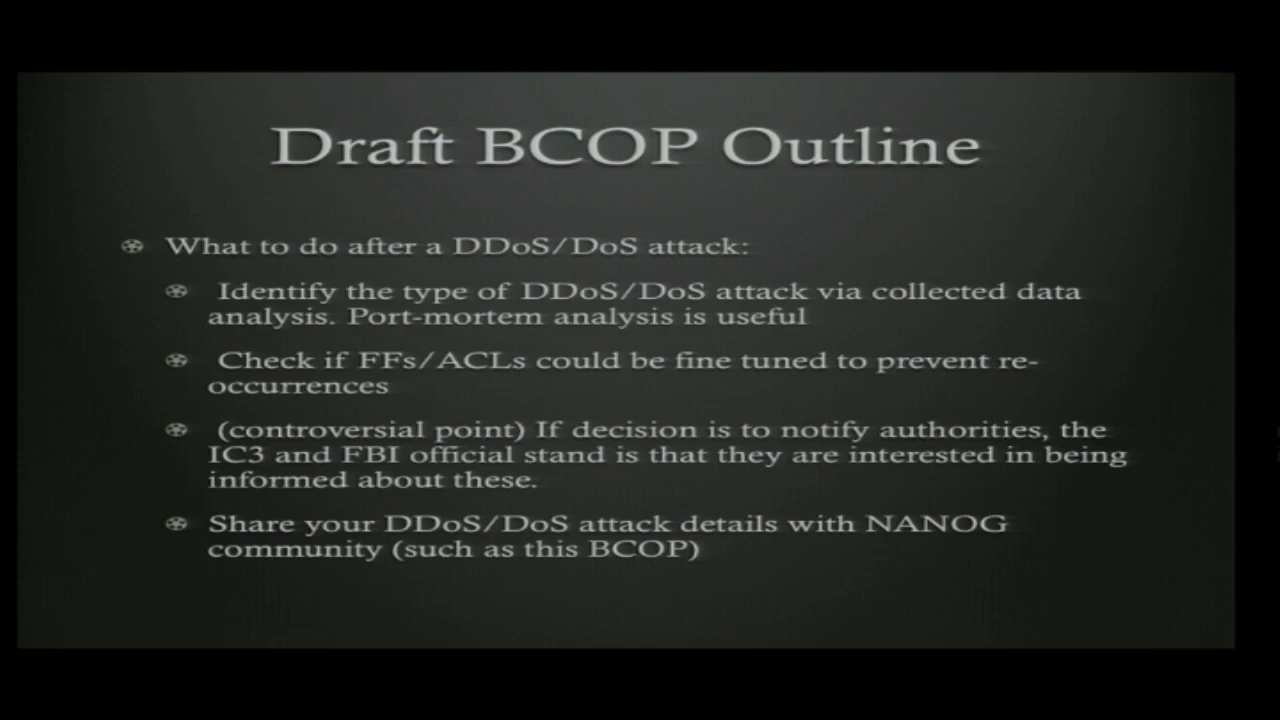 Draft BCOP Outline
What to do after a DDoS/DoS attack:
Identify the type of DDoS/DoS attack via collected data
analysis. Port-mortem analysis is useful
Check if FFs/ACLs could be fine tuned to prevent re-
occurrences
(controversial point) If decision is to notify authorities, the
IC3 and FBI official stand is that they are interested in being
informed about these.
Share your DDoS/DoS attack details with NANOG
community (such as this BCOP)